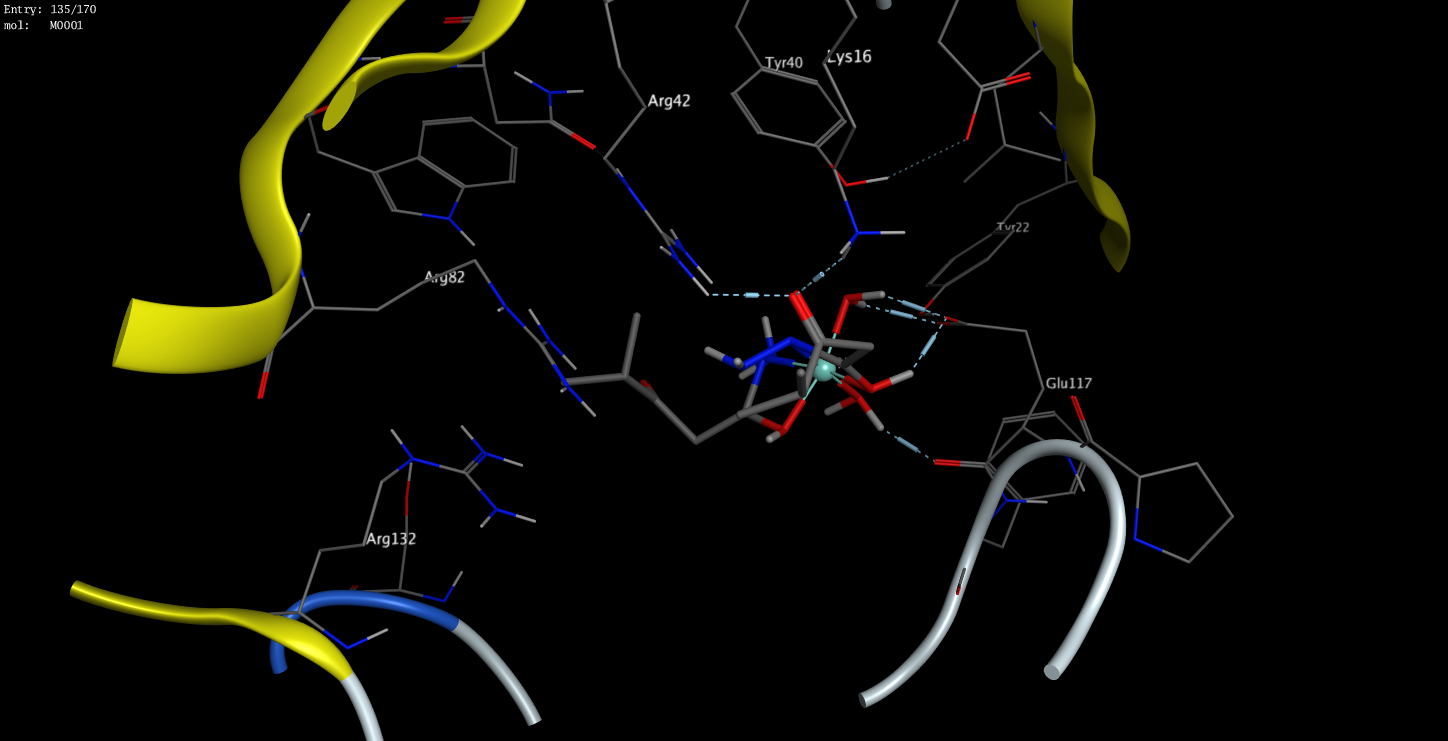 Entry: 135/170
mol: M0001
Tyr40
Lys16
Arg42
Tyr22
Arg82
Glu117
Arg132